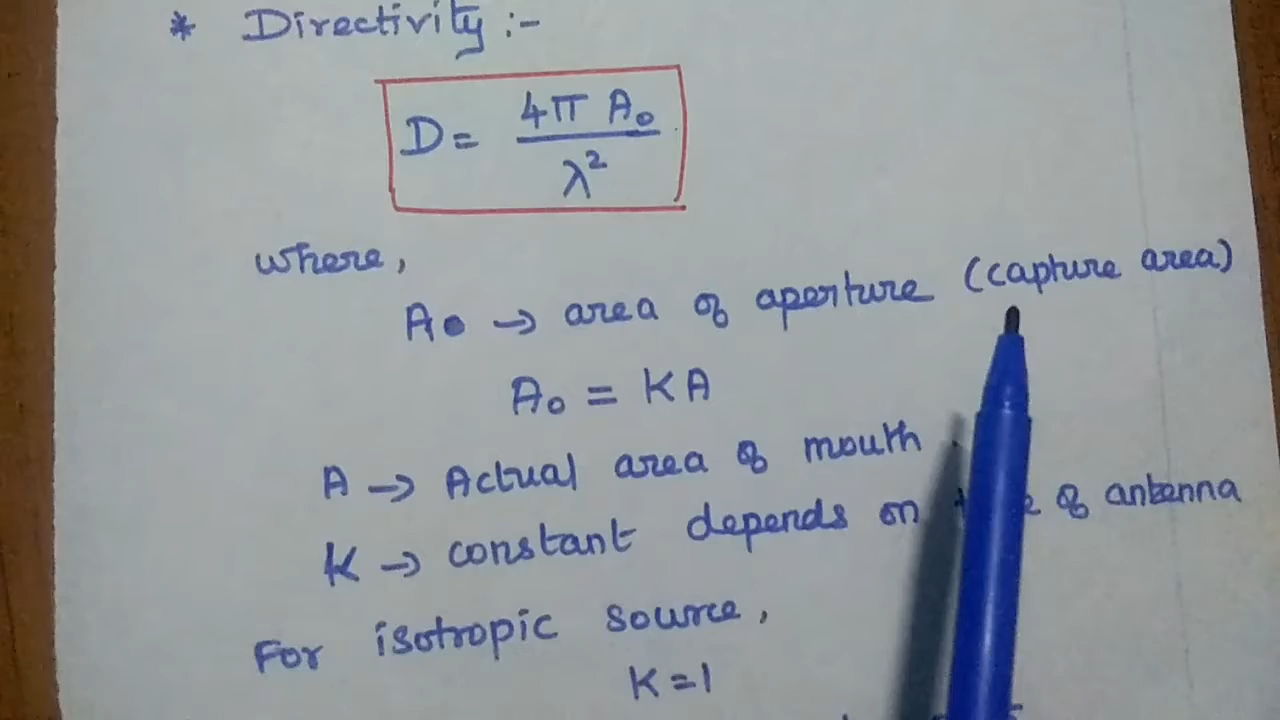 * Directivity :-
D = 4π A₀ / λ²
where,
A₀ → area of aperture (capture area)
A₀ = KA
A → Actual area of mouth
K → constant depends on of antenna
For isotropic source,
K = 1